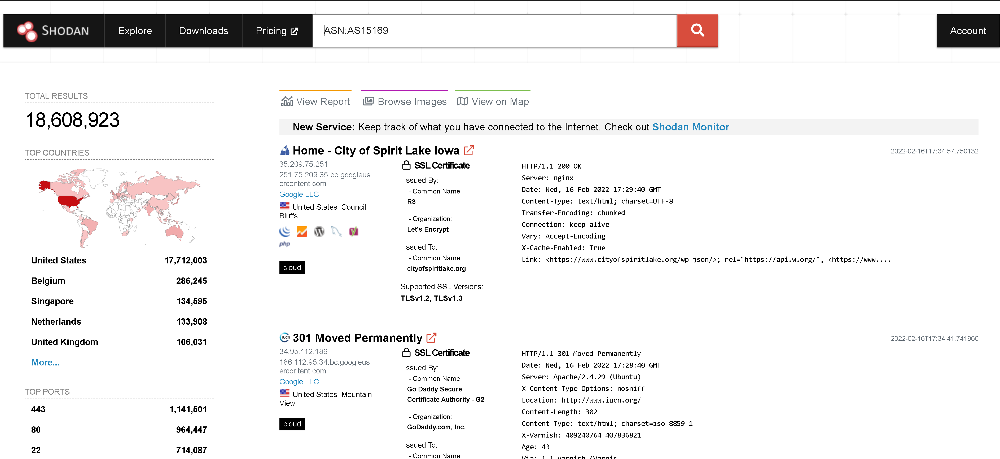 SHODAN Explore Downloads Pricing ASN:AS15169 Account
TOTAL RESULTS
18,608,923
TOP COUNTRIES
United States 17,712,003
Belgium 286,245
Singapore 134,595
Netherlands 133,908
United Kingdom 106,031
More...
TOP PORTS
443 1,141,501
80 964,447
22 714,087
View Report Browse Images View on Map
New Service: Keep track of what you have connected to the Internet. Check out Shodan Monitor
Home - City of Spirit Lake Iowa
2022-02-16T17:34:57.750132
35.209.75.251
251.75.209.35.bc.googleus
ercontent.com
Google LLC
United States, Council
Bluffs
php
cloud
SSL Certificate
Issued By:
|- Common Name:
R3
|- Organization:
Let's Encrypt
Issued To:
|- Common Name:
cityofspiritlake.org
Supported SSL Versions:
TLSv1.2, TLSv1.3
HTTP/1.1 200 OK
Server: nginx
Date: Wed, 16 Feb 2022 17:29:40 GMT
Content-Type: text/html; charset=UTF-8
Transfer-Encoding: chunked
Connection: keep-alive
Vary: Accept-Encoding
X-Cache-Enabled: True
Link: <https://www.cityofspiritlake.org/wp-json/>; rel="https://api.w.org/", <https://www....
IUCN
301 Moved Permanently
2022-02-16T17:34:41.741960
34.95.112.186
186.112.95.34.bc.googleus
ercontent.com
Google LLC
United States, Mountain
View
cloud
SSL Certificate
Issued By:
|- Common Name:
Go Daddy Secure
Certificate Authority - G2
|- Organization:
GoDaddy.com, Inc.
Issued To:
|- Common Name:
HTTP/1.1 301 Moved Permanently
Date: Wed, 16 Feb 2022 17:28:40 GMT
Server: Apache/2.4.29 (Ubuntu)
X-Content-Type-Options: nosniff
Location: http://www.iucn.org/
Content-Length: 302
Content-Type: text/html; charset=iso-8859-1
X-Varnish: 409240764 407836821
Age: 43
Via: 1.1 varnish (Varnis